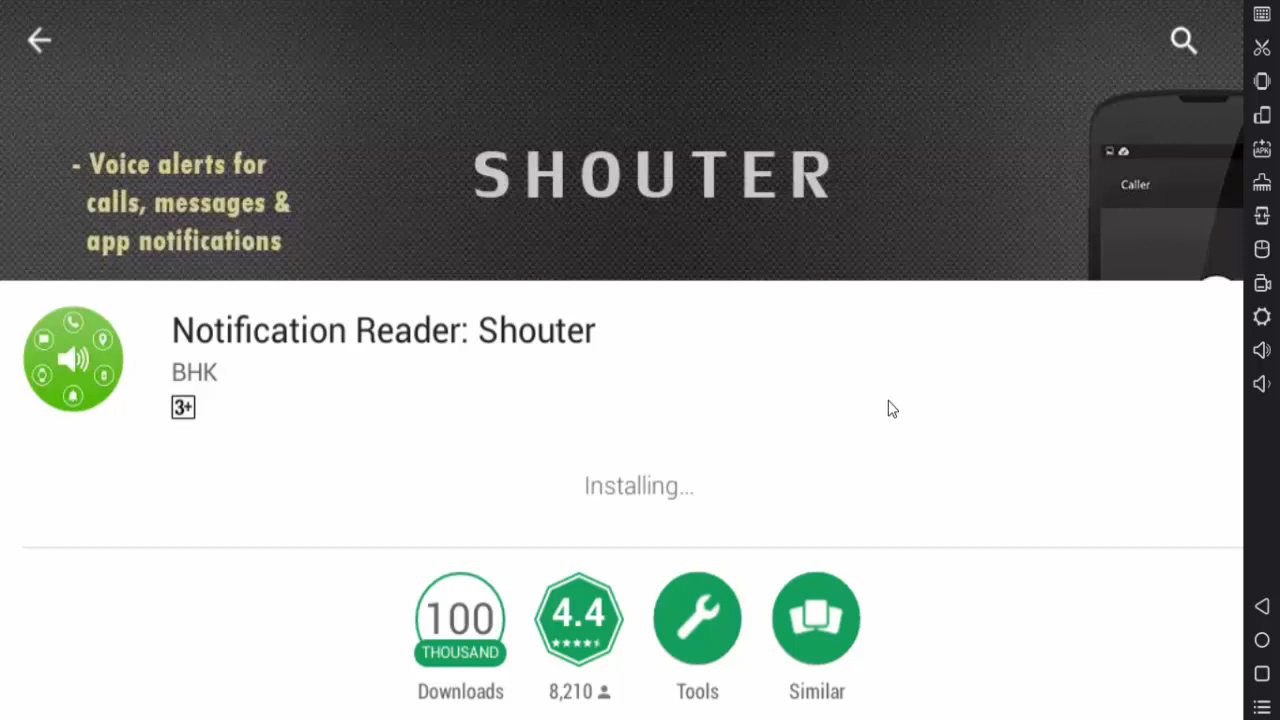 - Voice alerts for
calls, messages &
app notifications
SHOUTER
Caller
Notification Reader: Shouter
BHK
3+
Installing...
100
THOUSAND
Downloads
4.4
8,210
Tools
Similar
APK